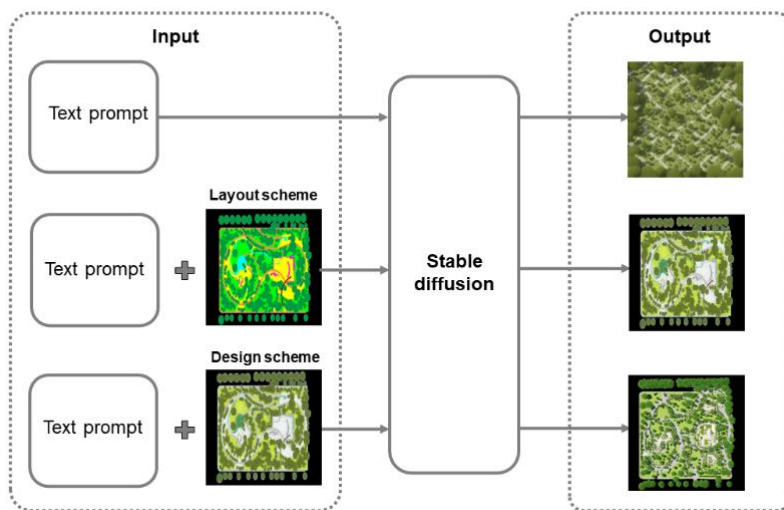 Input
Output
Text prompt
Layout scheme
Text prompt
Stable
diffusion
Design scheme
Text prompt